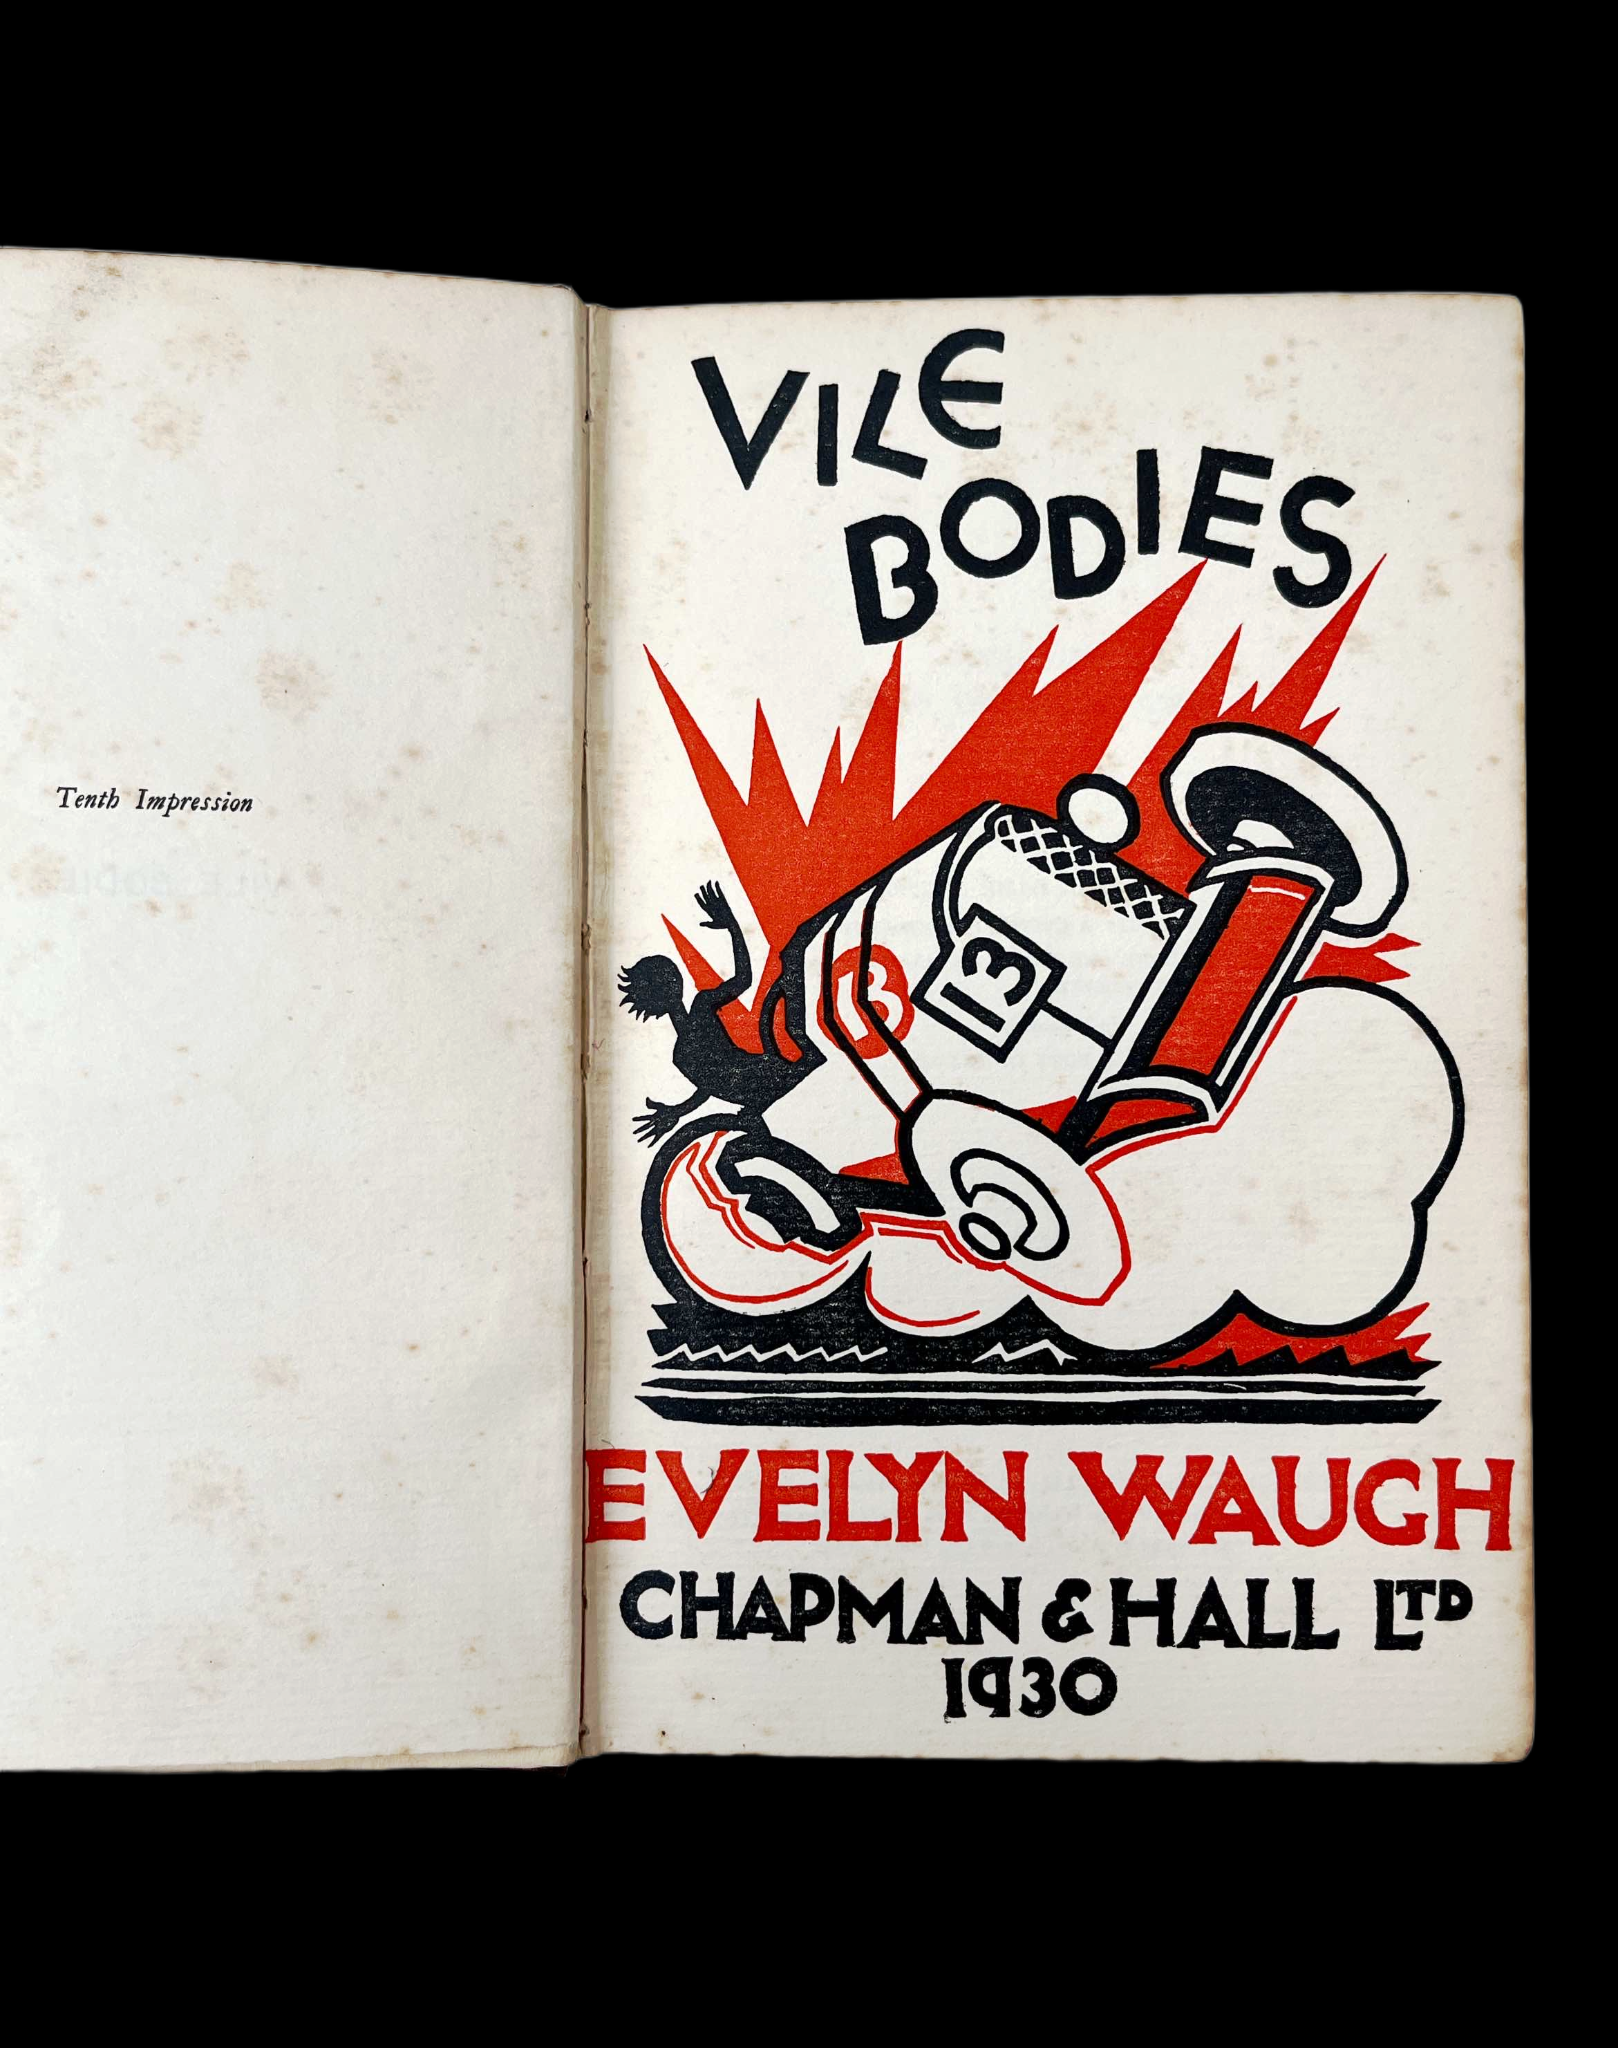 Tenth Impression
VILE
BODIES
13
13
EVELYN WAUGH
CHAPMAN & HALL LTD
1930